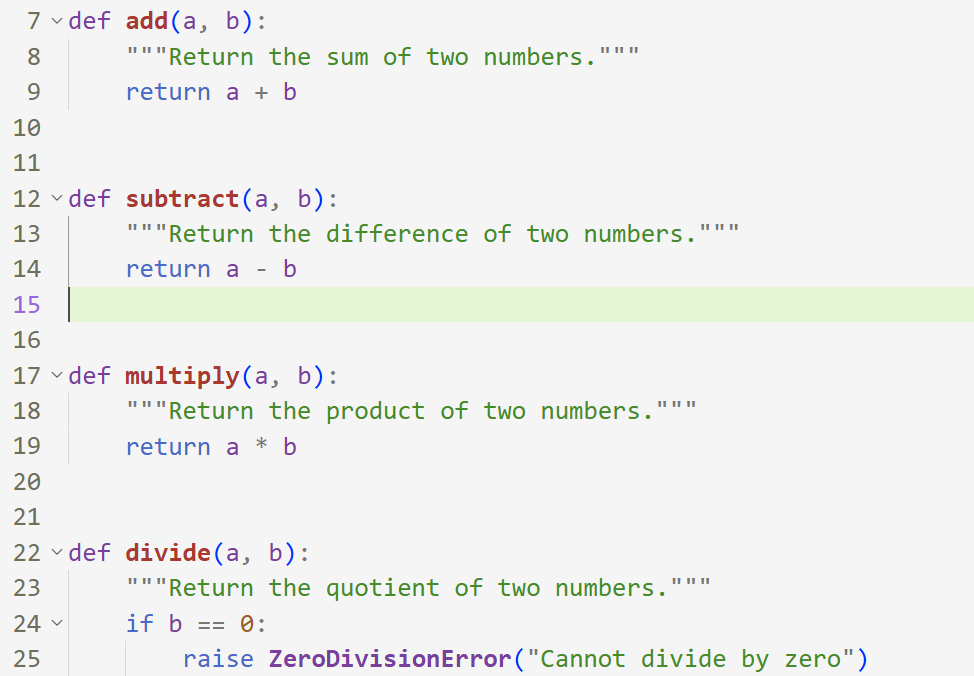 7 def add(a, b):
8     """Return the sum of two numbers."""
9     return a + b
10
11
12 def subtract(a, b):
13     """Return the difference of two numbers."""
14     return a - b
15
16
17 def multiply(a, b):
18     """Return the product of two numbers."""
19     return a * b
20
21
22 def divide(a, b):
23     """Return the quotient of two numbers."""
24     if b == 0:
25         raise ZeroDivisionError("Cannot divide by zero")